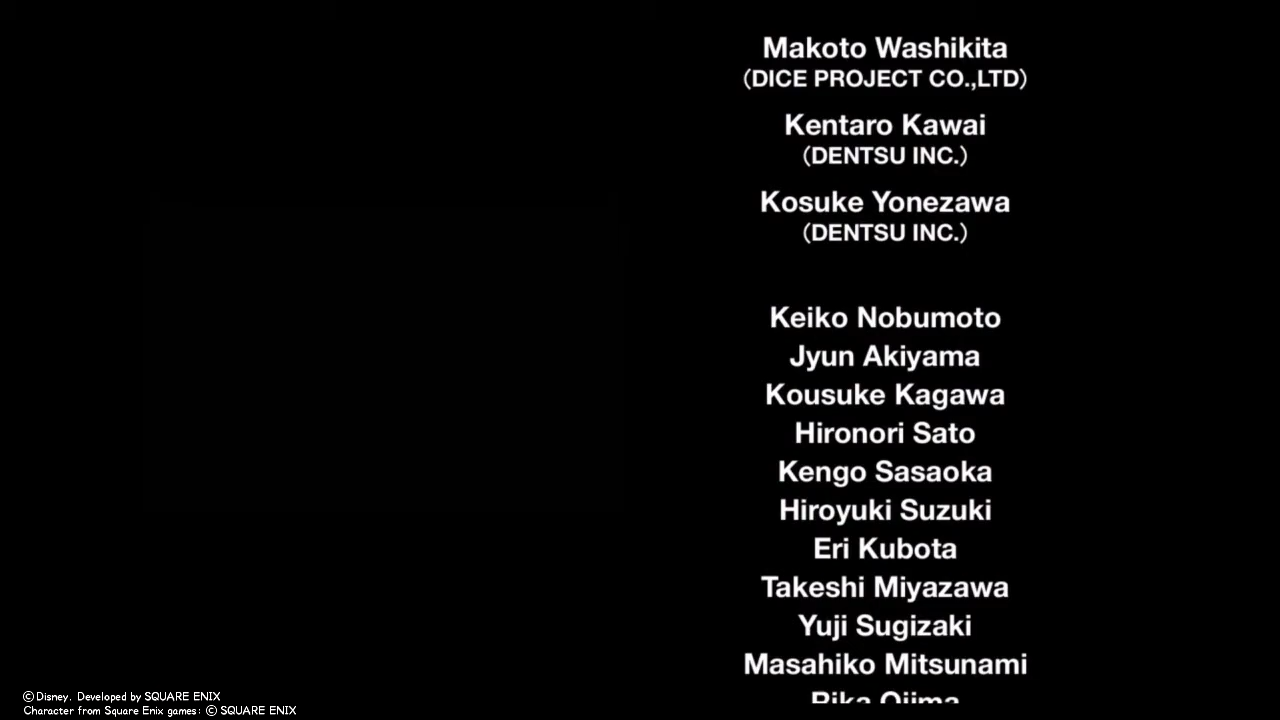 Makoto Washikita
(DICE PROJECT CO.,LTD)
Kentaro Kawai
(DENTSU INC.)
Kosuke Yonezawa
(DENTSU INC.)
Keiko Nobumoto
Jyun Akiyama
Kousuke Kagawa
Hironori Sato
Kengo Sasaoka
Hiroyuki Suzuki
Eri Kubota
Takeshi Miyazawa
Yuji Sugizaki
Masahiko Mitsunami
©Disney. Developed by SQUARE ENIX
Character from Square Enix games: © SQUARE ENIX